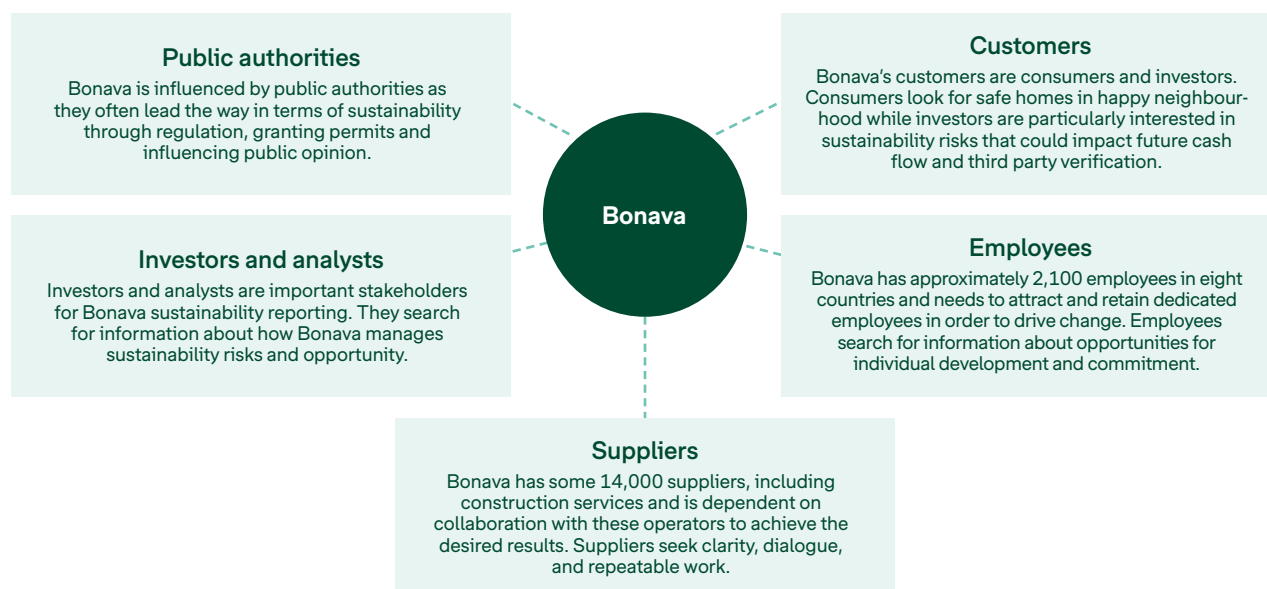 Public authorities
Bonava is influenced by public authorities as
they often lead the way in terms of sustainability
through regulation, granting permits and
influencing public opinion.
Customers
Bonava’s customers are consumers and investors.
Consumers look for safe homes in happy neighbour-
hood while investors are particularly interested in
sustainability risks that could impact future cash
flow and third party verification.
Bonava
Investors and analysts
Investors and analysts are important stakeholders
for Bonava sustainability reporting. They search
for information about how Bonava manages
sustainability risks and opportunity.
Employees
Bonava has approximately 2,100 employees in eight
countries and needs to attract and retain dedicated
employees in order to drive change. Employees
search for information about opportunities for
individual development and commitment.
Suppliers
Bonava has some 14,000 suppliers, including
construction services and is dependent on
collaboration with these operators to achieve the
desired results. Suppliers seek clarity, dialogue,
and repeatable work.